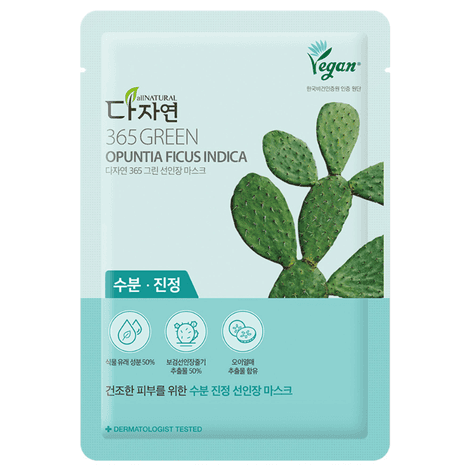 Vegan®
한국비건인증원 인증 원단
allNATURAL
다자연
365 GREEN
OPUNTIA FICUS INDICA
다자연 365 그린 선인장 마스크
수분 · 진정
식물 유래 성분 50%
보검선인장줄기
추출물 50%
오이열매
추출물 함유
건조한 피부를 위한 수분 진정 선인장 마스크
+ DERMATOLOGIST TESTED